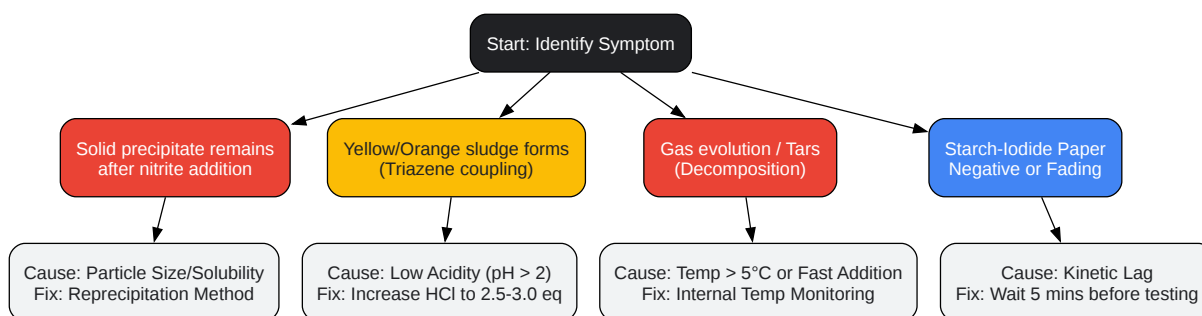 Start: Identify Symptom
Solid precipitate remains
after nitrite addition
Yellow/Orange sludge forms
(Triazene coupling)
Gas evolution / Tars
(Decomposition)
Starch-Iodide Paper
Negative or Fading
Cause: Particle Size/Solubility
Fix: Reprecipitation Method
Cause: Low Acidity (pH > 2)
Fix: Increase HCl to 2.5-3.0 eq
Cause: Temp > 5°C or Fast Addition
Fix: Internal Temp Monitoring
Cause: Kinetic Lag
Fix: Wait 5 mins before testing